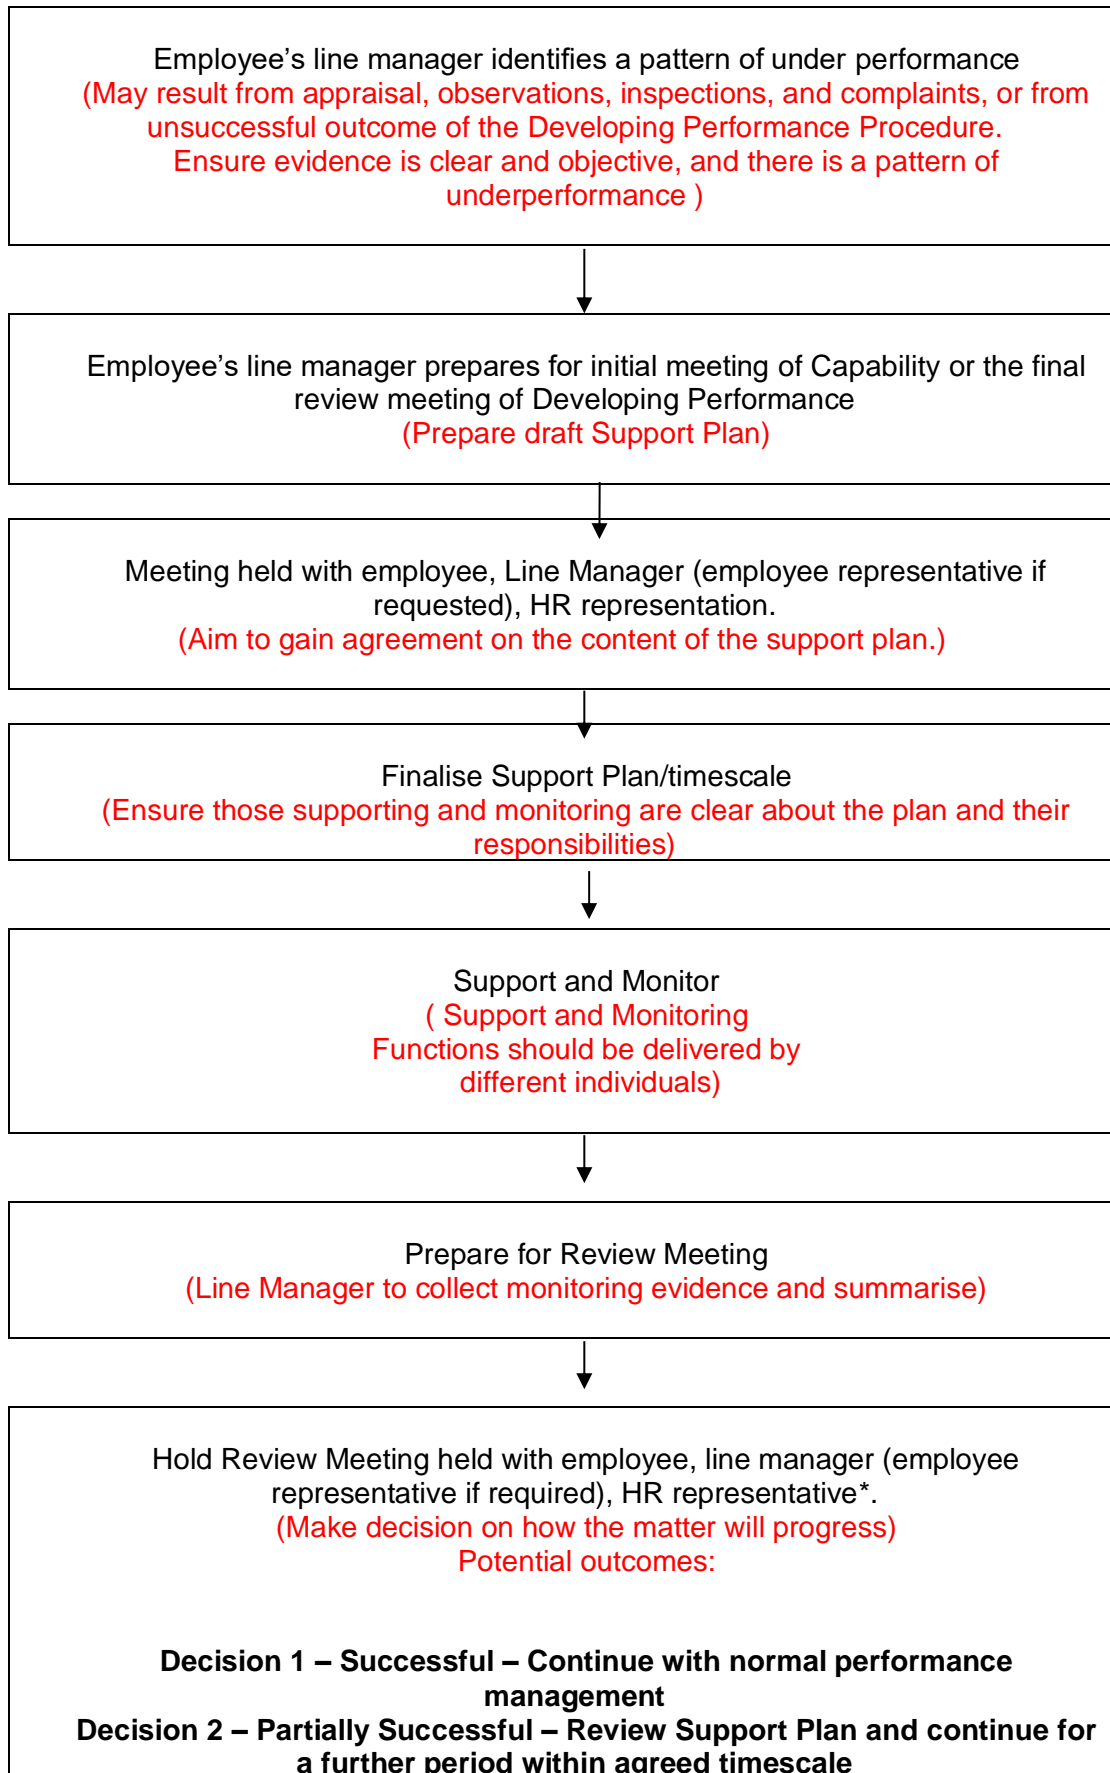 Employee’s line manager identifies a pattern of under performance
(May result from appraisal, observations, inspections, and complaints, or from
unsuccessful outcome of the Developing Performance Procedure.
Ensure evidence is clear and objective, and there is a pattern of
underperformance )
Employee’s line manager prepares for initial meeting of Capability or the final
review meeting of Developing Performance
(Prepare draft Support Plan)
Meeting held with employee, Line Manager (employee representative if
requested), HR representation.
(Aim to gain agreement on the content of the support plan.)
Finalise Support Plan/timescale
(Ensure those supporting and monitoring are clear about the plan and their
responsibilities)
Support and Monitor
( Support and Monitoring
Functions should be delivered by
different individuals)
Prepare for Review Meeting
(Line Manager to collect monitoring evidence and summarise)
Hold Review Meeting held with employee, line manager (employee
representative if required), HR representative*.
(Make decision on how the matter will progress)
Potential outcomes:
Decision 1 – Successful – Continue with normal performance
management
Decision 2 – Partially Successful – Review Support Plan and continue for
a further period within agreed timescale